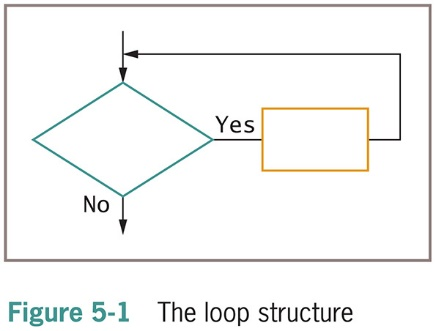 Yes
No
Figure 5-1 The loop structure